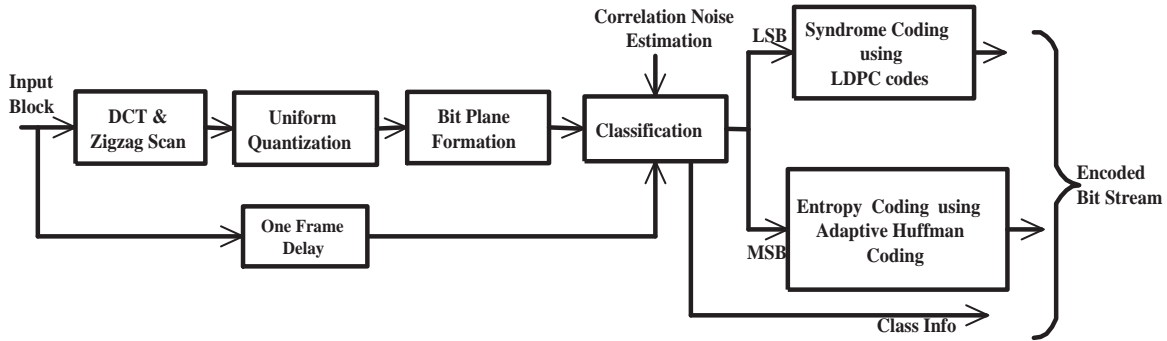 Correlation Noise
Estimation
LSB
Syndrome Coding
using
LDPC codes
Input
Block
DCT &
Zigzag Scan
Uniform
Quantization
Bit Plane
Formation
Classification
Encoded
Bit Stream
One Frame
Delay
MSB
Entropy Coding using
Adaptive Huffman
Coding
Class Info